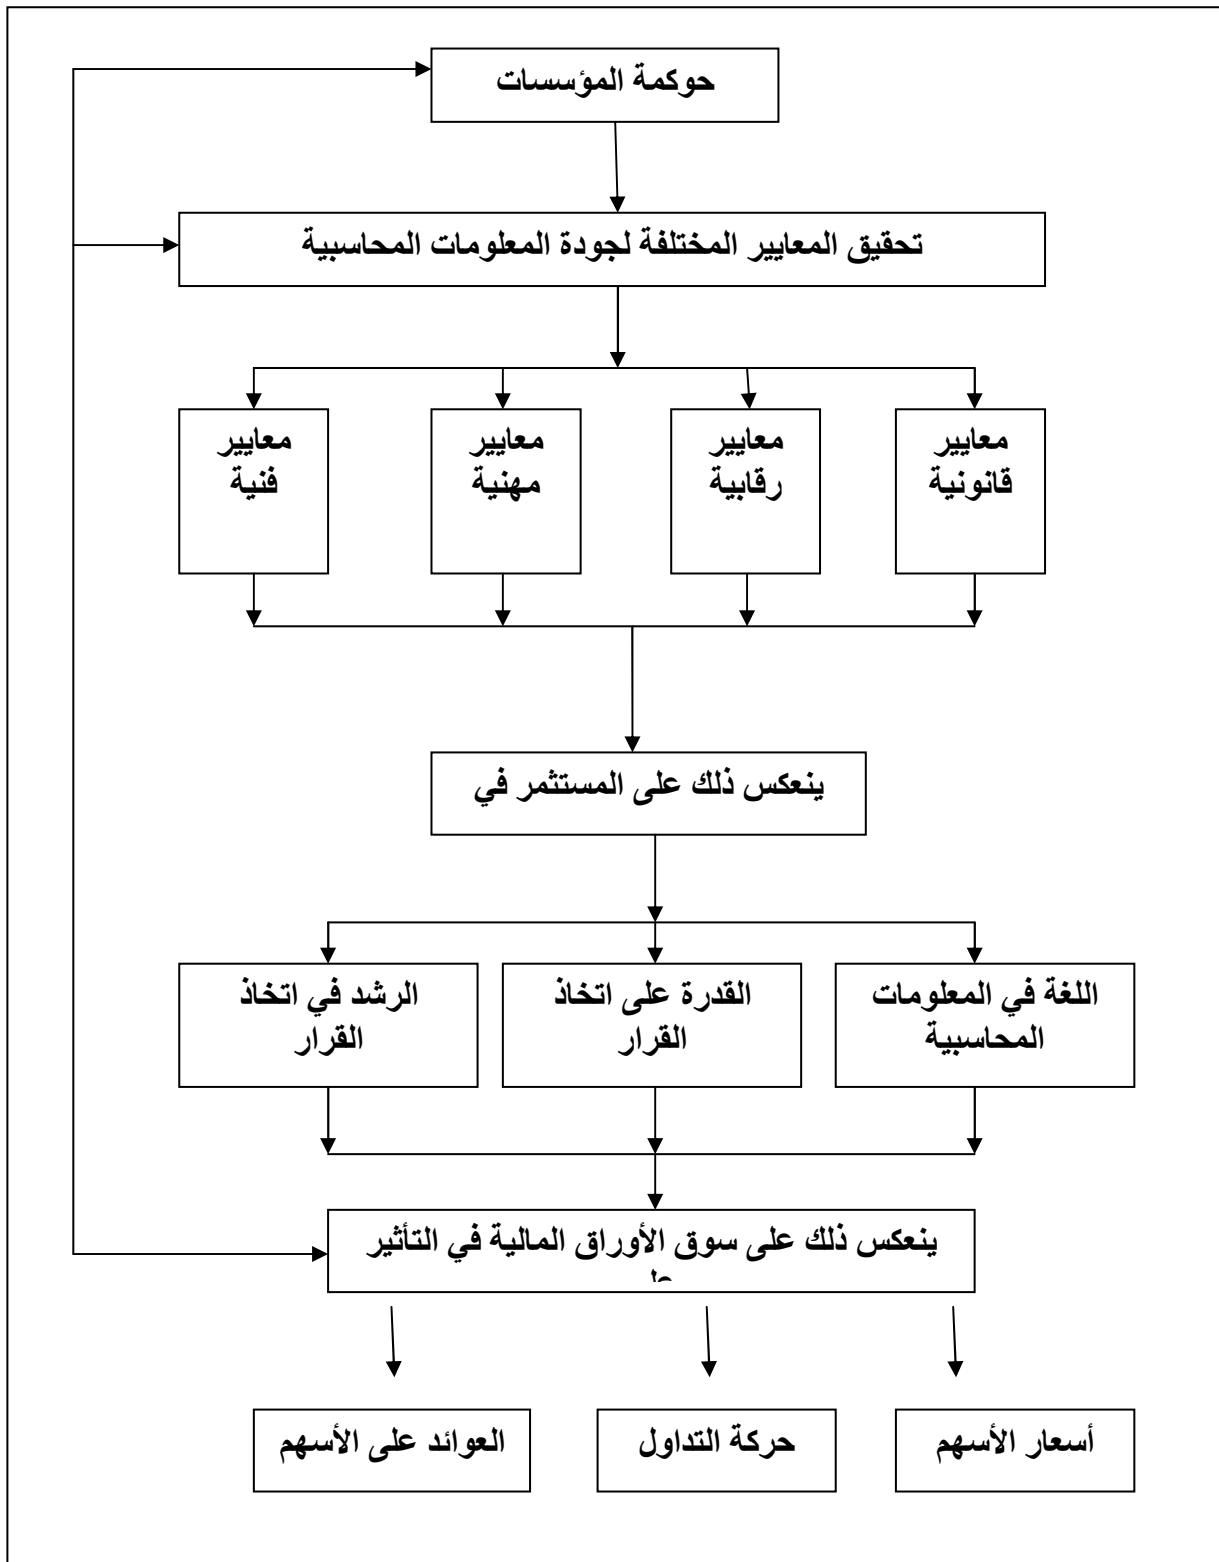 حوكمة المؤسسات
تحقيق المعايير المختلفة لجودة المعلومات المحاسبية
معايير
قانونية
معايير
رقابية
معايير
مهنية
معايير
فنية
ينعكس ذلك على المستثمر في
اللغة في المعلومات
المحاسبية
القدرة على اتخاذ
القرار
الرشد في اتخاذ
القرار
ينعكس ذلك على سوق الأوراق المالية في التأثير
أسعار الأسهم
حركة التداول
العوائد على الأسهم